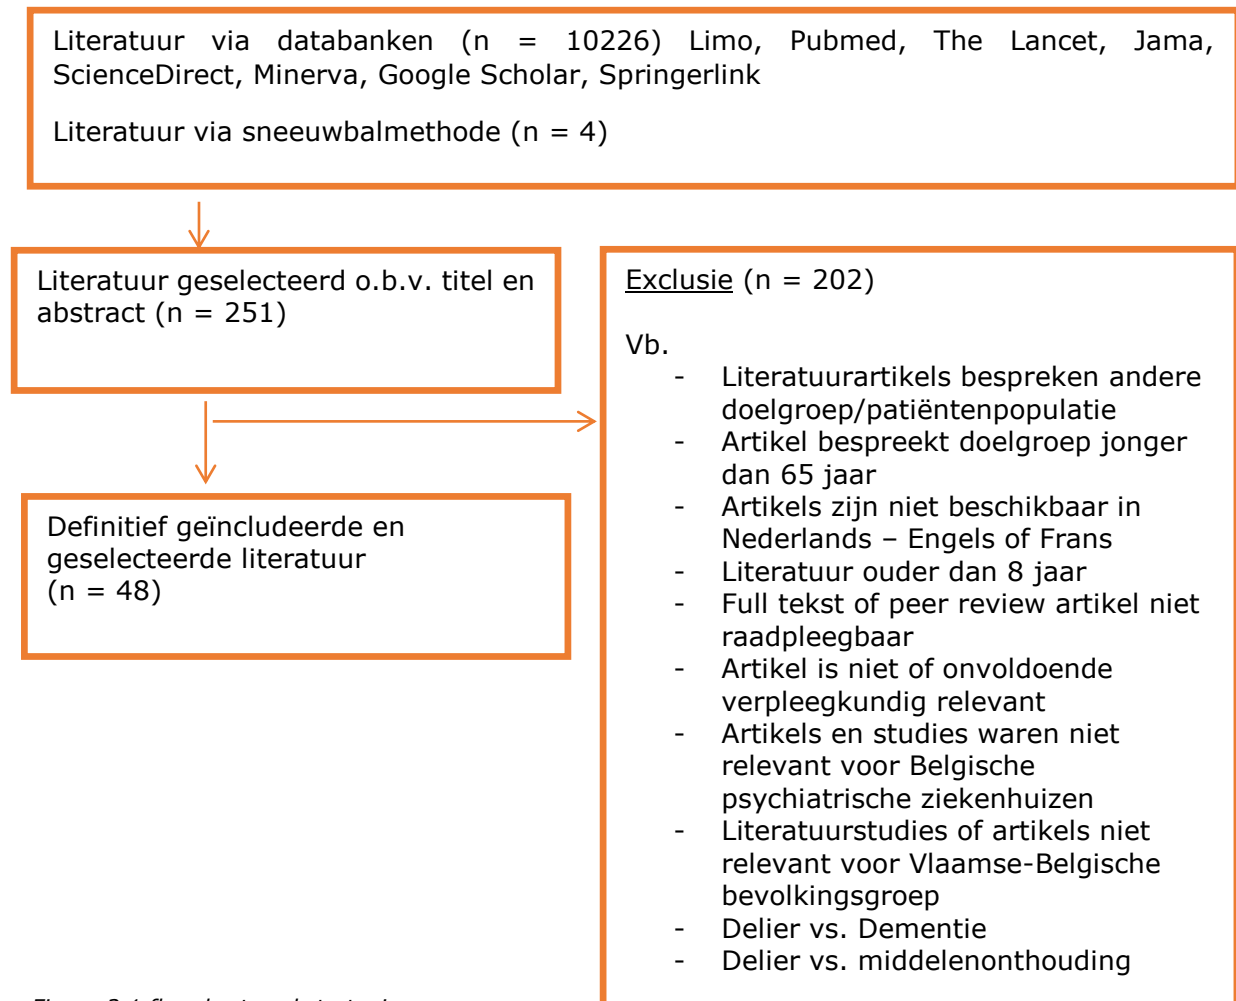 Literatuur via databanken (n = 10226) Limo, Pubmed, The Lancet, Jama,
ScienceDirect, Minerva, Google Scholar, Springerlink
Literatuur via sneeuwbalmethode (n = 4)
Literatuur geselecteerd o.b.v. titel en
abstract (n = 251)
Exclusie (n = 202)
Vb.
- Literatuurartikels bespreken andere
doelgroep/patiëntenpopulatie
- Artikel bespreekt doelgroep jonger
dan 65 jaar
- Artikels zijn niet beschikbaar in
Nederlands – Engels of Frans
- Literatuur ouder dan 8 jaar
- Full tekst of peer review artikel niet
raadpleegbaar
- Artikel is niet of onvoldoende
verpleegkundig relevant
- Artikels en studies waren niet
relevant voor Belgische
psychiatrische ziekenhuizen
- Literatuurstudies of artikels niet
relevant voor Vlaamse-Belgische
bevolkingsgroep
- Delier vs. Dementie
- Delier vs. middelenonthouding
Definitief geïncludeerde en
geselecteerde literatuur
(n = 48)